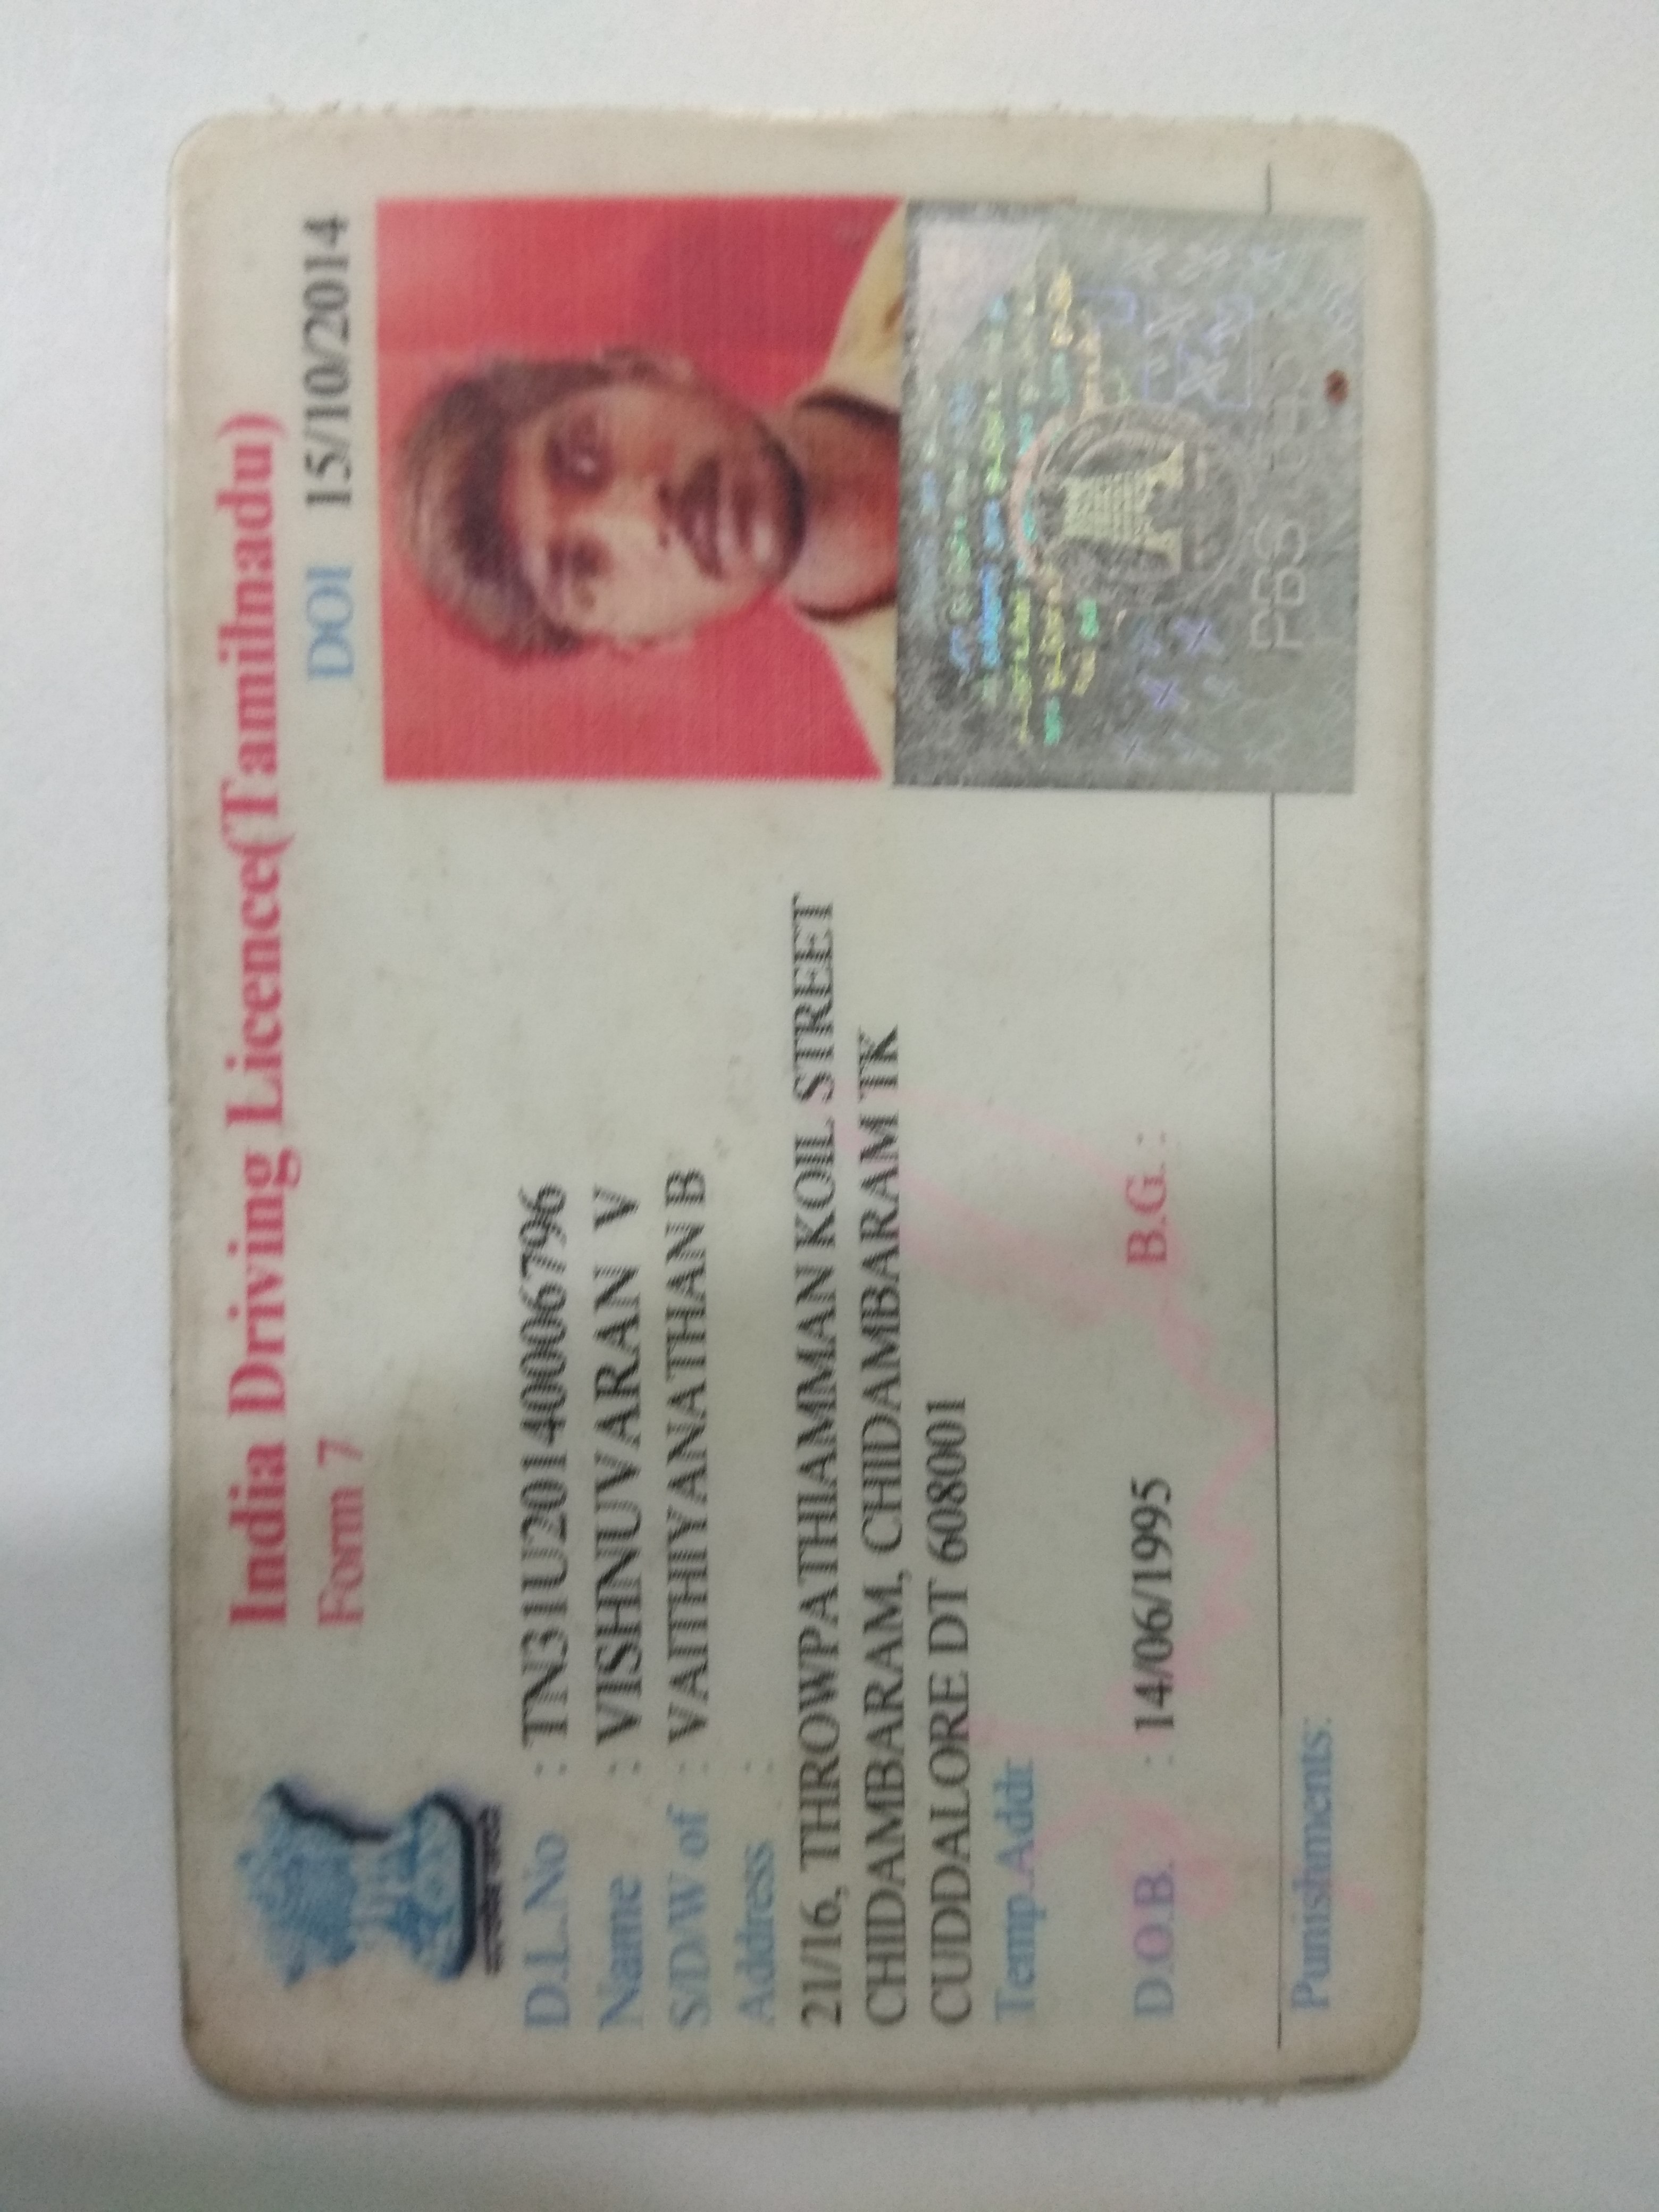 India Driving Licence(Tamilnadu)
Form 7
DOI 15/10/2014
D.L.No : TN31U20140006796
Name : VISHNUVARAN V
S/D/W of : VAITHIYANATHAN B
Address :
21/16, THROWPATHIAMMAN KOIL STREET
CHIDAMBARAM, CHIDAMBARAM TK
CUDDALORE DT 608001
Temp.Addr
D.O.B. : 14/06/1995 B.G. :
Punishments:
PBS